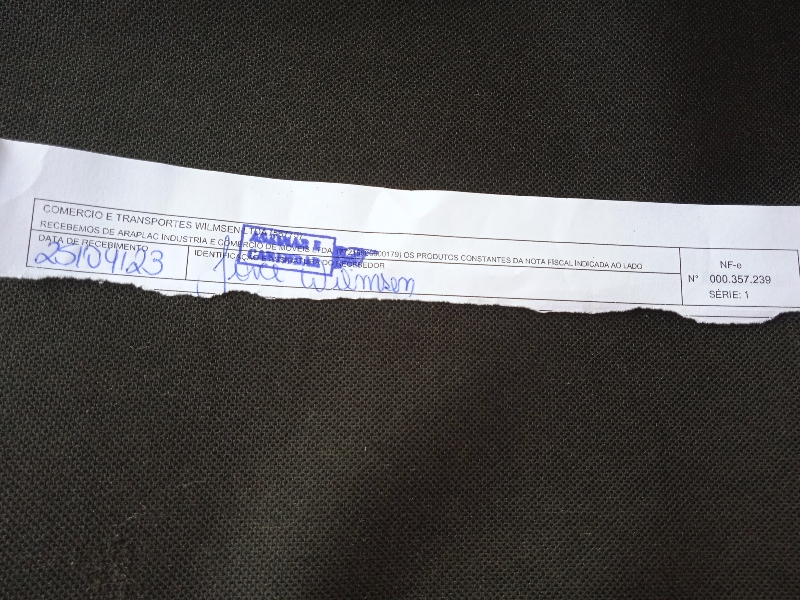 COMERCIO E TRANSPORTES WILMSEN
RECEBEMOS DE ARAPLAC INDUSTRIA E COMERCIO DE MOVEIS LTDA OS PRODUTOS CONSTANTES DA NOTA FISCAL INDICADA AO LADO
DATA DE RECEBIMENTO
25/04/23
Wilmsen
NF-e
N° 000.357.239
SÉRIE: 1